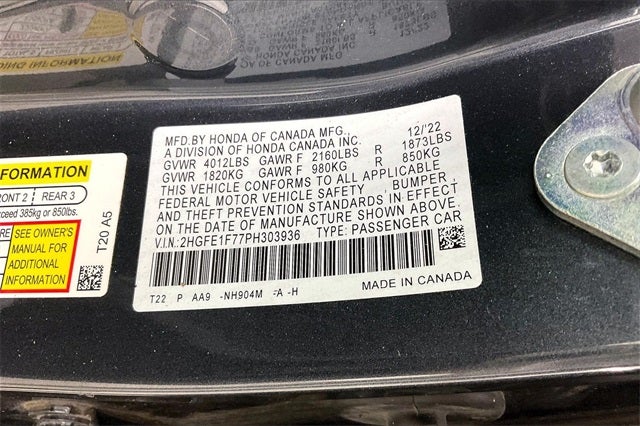 FORMATION
RONT 2 REAR 3
xceed 385kg or 850lbs.
SEE OWNER'S
MANUAL FOR
ADDITIONAL
INFORMATION
T20 A5
MFD.BY HONDA OF CANADA MFG., 12/'22
A DIVISION OF HONDA CANADA INC.
GVWR 4012LBS GAWR F 2160LBS R 1873LBS
GVWR 1820KG GAWR F 980KG R 850KG
THIS VEHICLE CONFORMS TO ALL APPLICABLE
FEDERAL MOTOR VEHICLE SAFETY, BUMPER,
AND THEFT PREVENTION STANDARDS IN EFFECT
ON THE DATE OF MANUFACTURE SHOWN ABOVE.
V.I.N:2HGFE1F77PH303936 TYPE: PASSENGER CAR
T22 P AA9 -NH904M -A -H MADE IN CANADA